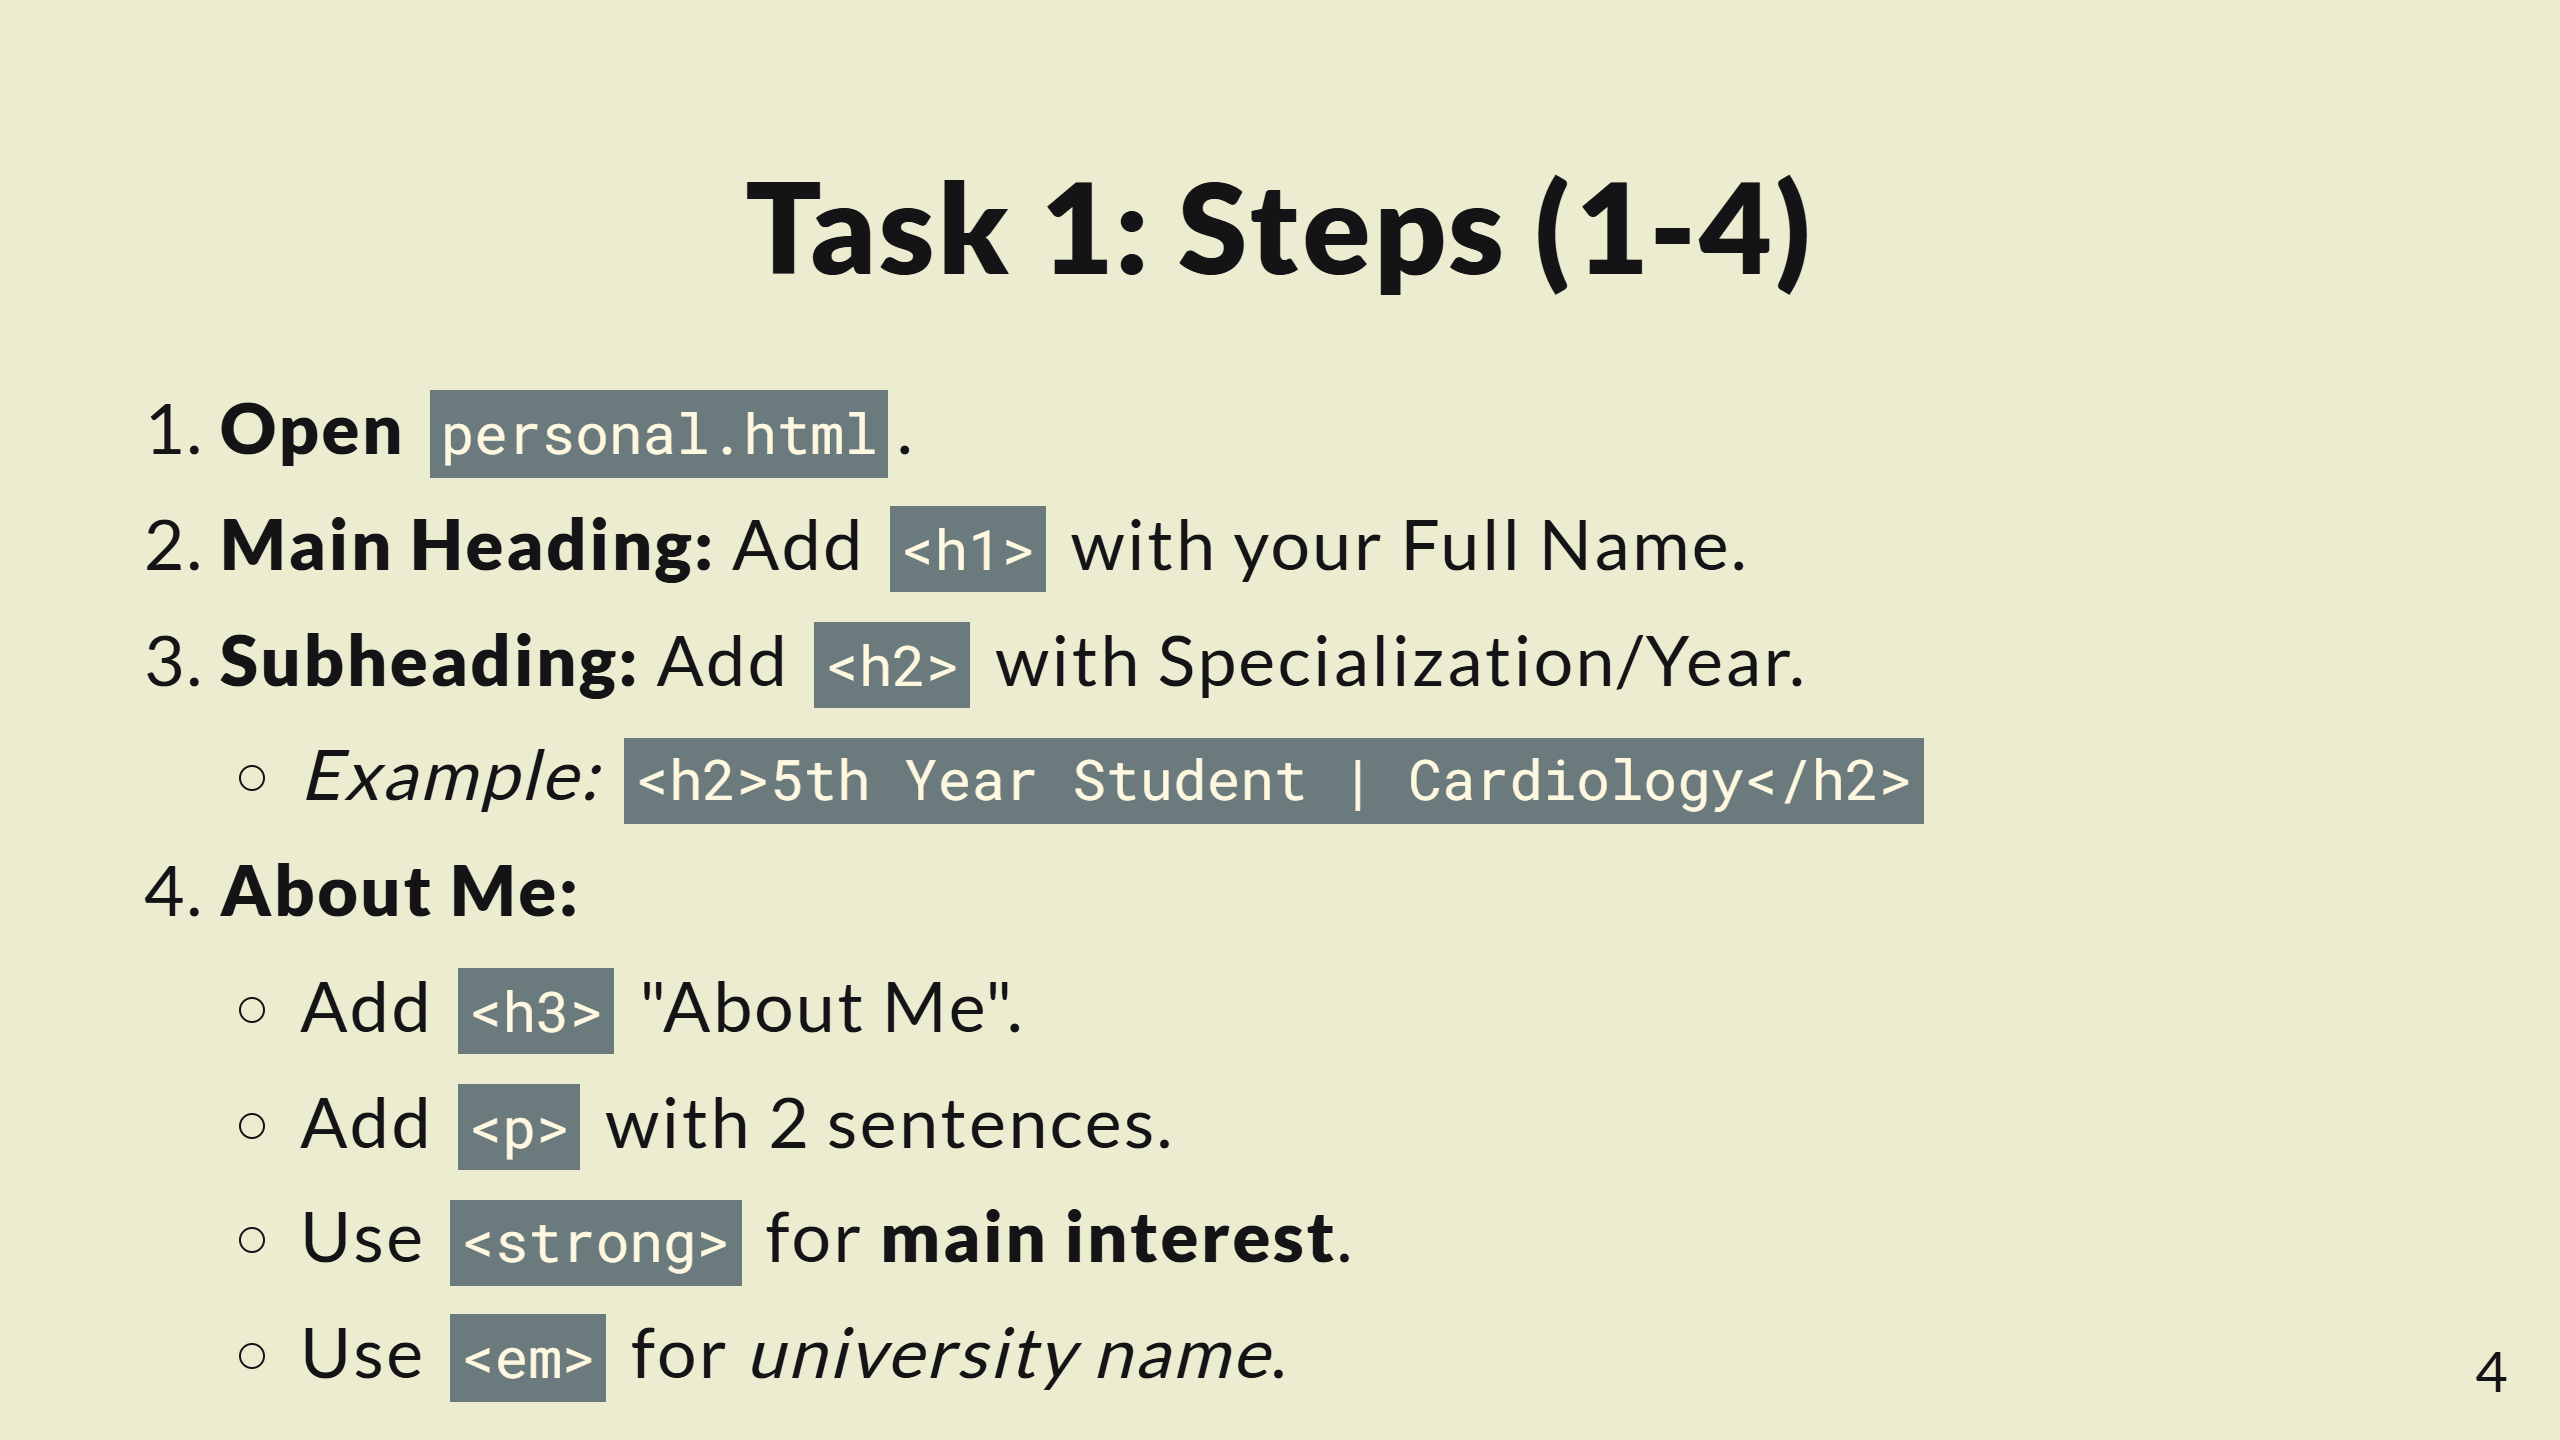 Task 1: Steps (1-4)
1. Open personal.html.
2. Main Heading: Add <h1> with your Full Name.
3. Subheading: Add <h2> with Specialization/Year.
○ Example: <h2>5th Year Student | Cardiology</h2>
4. About Me:
○ Add <h3> "About Me".
○ Add <p> with 2 sentences.
○ Use <strong> for main interest.
○ Use <em> for university name.
4